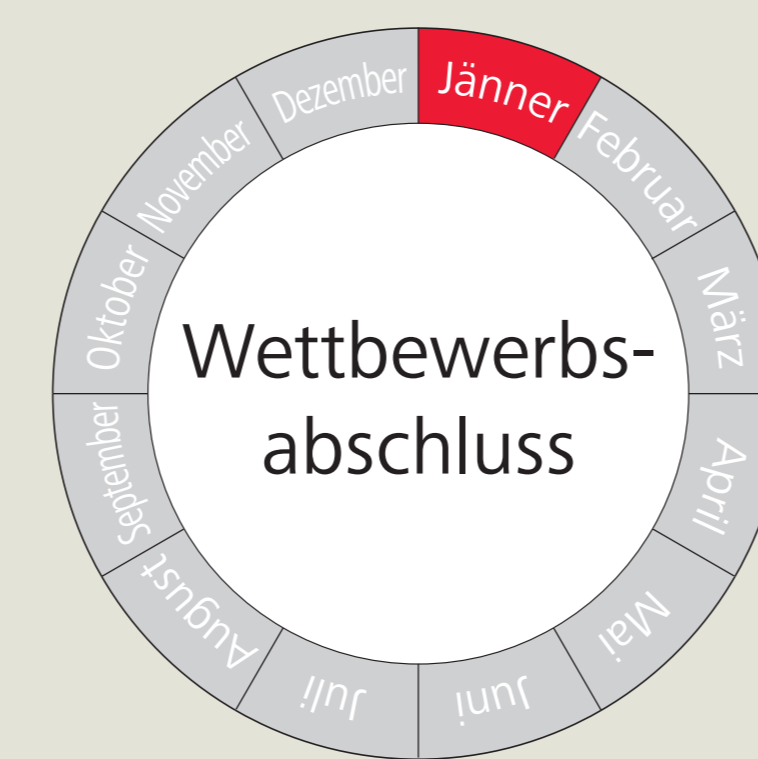 Jänner
Februar
März
April
Mai
Juni
Juli
August
September
Oktober
November
Dezember
Wettbewerbs-
abschluss